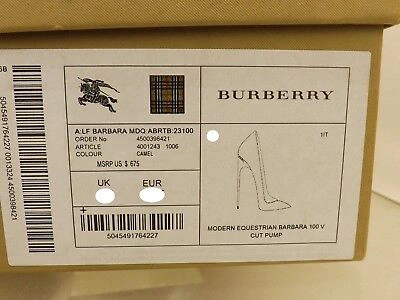 BURBERRY
A:LF BARBARA MDQ:ABRTB:23100
ORDER No 4500398421
ARTICLE 4001243 1006
COLOUR CAMEL
MSRP US $ 675
1/T
UK EUR
5045491764227
MODERN EQUESTRIAN BARBARA 100 V
CUT PUMP
5045491764227 0013324 4500398421